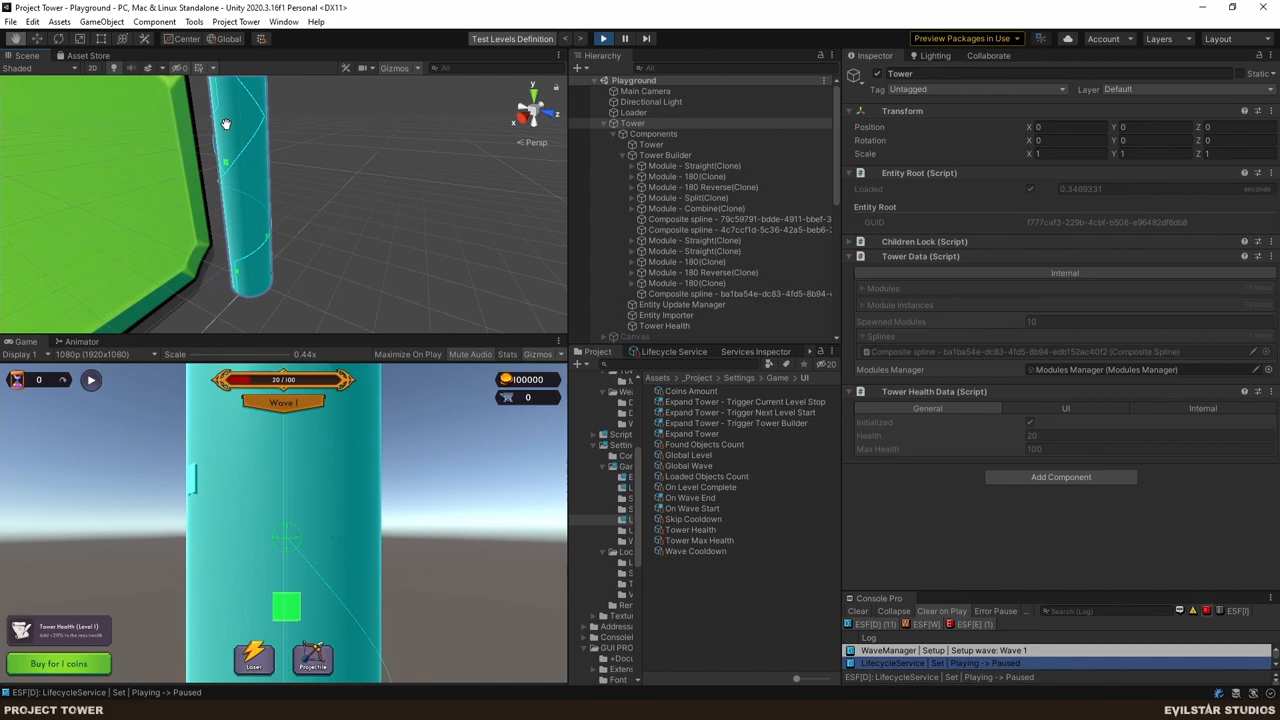 Project Tower - Playground - PC, Mac & Linux Standalone - Unity 2020.3.16f1 Personal <DX11>
File Edit Assets GameObject Component Tools Project Tower Window Help
Center Global
Test Levels Definition
Preview Packages in Use
Account
Layers
Layout
Scene Asset Store
Shaded 2D 0 Gizmos All
y
x
z
Persp
Game Animator
Display 1 1080p (1920x1080) Scale 0.44x Maximize On Play Mute Audio Stats Gizmos
0
20 / 100
Wave 1
100000
0
Tower Health (Level 1)
Add +20% to the max health
Buy for 1 coins
Laser
Projectile
Hierarchy
All
Playground
Main Camera
Directional Light
Loader
Tower
Components
Tower
Tower Builder
Module - Straight(Clone)
Module - 180(Clone)
Module - 180 Reverse(Clone)
Module - Split(Clone)
Module - Combine(Clone)
Composite spline - 79c59791-bdde-4911-bbef-3
Composite spline - 4c7ccf1d-5c36-42a5-beb6-2
Module - Straight(Clone)
Module - Straight(Clone)
Module - 180(Clone)
Module - 180 Reverse(Clone)
Module - 180(Clone)
Composite spline - ba1ba54e-dc83-4fd5-8b94-e
Entity Update Manager
Entity Importer
Tower Health
Canvas
Project Lifecycle Service Services Inspector
20
Assets > _Project > Settings > Game > UI
Coins Amount
Expand Tower - Trigger Current Level Stop
Expand Tower - Trigger Next Level Start
Expand Tower - Trigger Tower Builder
Expand Tower
Found Objects Count
Global Level
Global Wave
Loaded Objects Count
On Level Complete
On Wave End
On Wave Start
Skip Cooldown
Tower Health
Tower Max Health
Wave Cooldown
Inspector Lighting Collaborate
Tower
Static
Tag Untagged Layer Default
Transform
Position X 0 Y 0 Z 0
Rotation X 0 Y 0 Z 0
Scale X 1 Y 1 Z 1
Entity Root (Script)
Loaded 0.3469331 seconds
Entity Root
GUID f777caf3-229b-4cbf-b506-e96482df6db8
Children Lock (Script)
Tower Data (Script)
Internal
Modules
Module Instances
Spawned Modules 10
Splines
Composite spline - ba1ba54e-dc83-4fd5-8b94-edb152ac40f2 (Composite Spline)
Modules Manager Modules Manager (Modules Manager)
Tower Health Data (Script)
General UI Internal
Initialized
Health 20
Max Health 100
Add Component
Console Pro
Clear Collapse Clear on Play Error Pause ... Search (Log) ESF[I]
ESF[D] (11) ESF[W] ESF[E] (1)
Log
WaveManager | Setup | Setup wave: Wave 1
LifecycleService | Set | Playing -> Paused
ESF[D]: LifecycleService | Set | Playing -> Paused
ESF[D]: LifecycleService | Set | Playing -> Paused
PROJECT TOWER
EVILSTAR STUDIOS